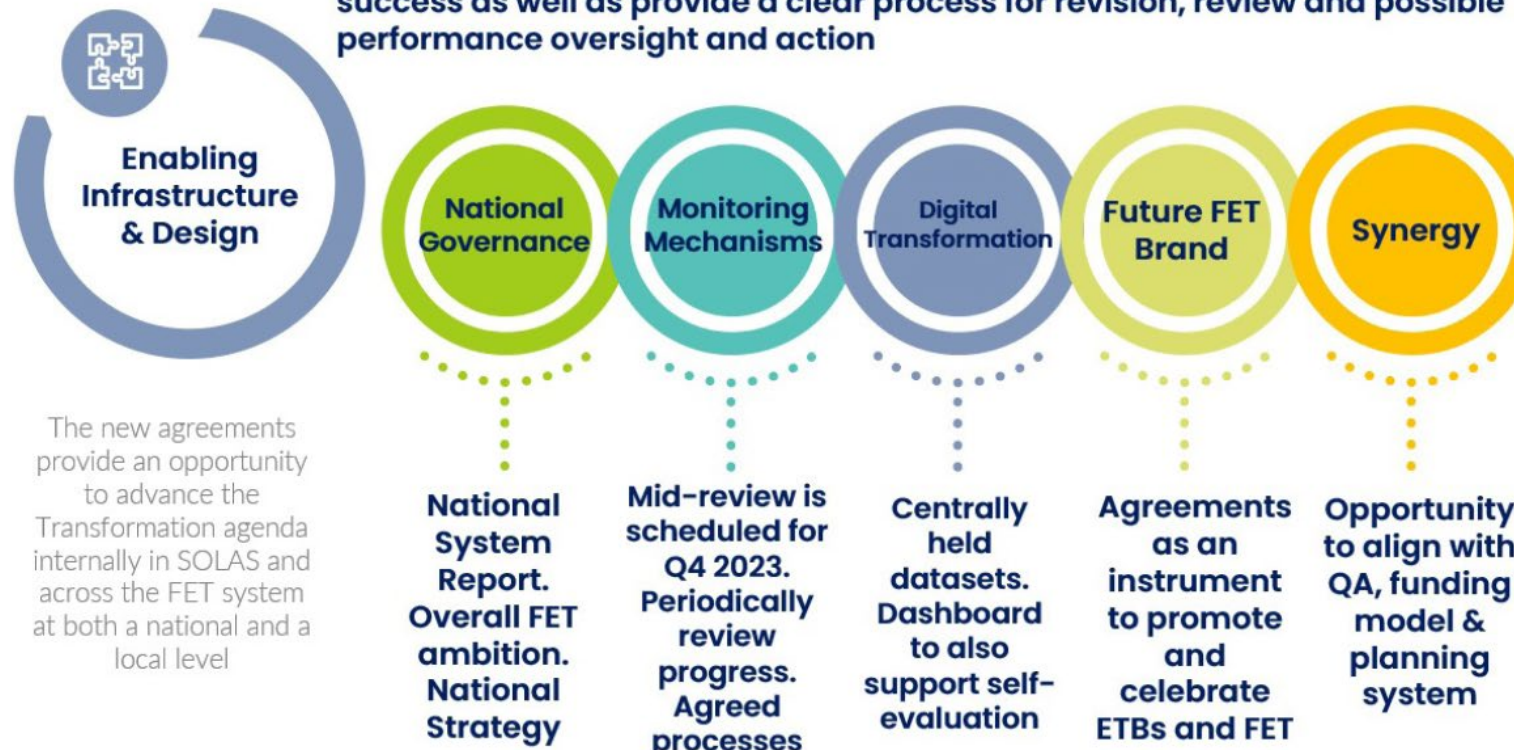 success as well as provide a clear process for revision, review and possible
performance oversight and action
Enabling
Infrastructure
& Design
The new agreements
provide an opportunity
to advance the
Transformation agenda
internally in SOLAS and
across the FET system
at both a national and a
local level
National
Governance
National
System
Report.
Overall FET
ambition.
National
Strategy
Monitoring
Mechanisms
Mid-review is
scheduled for
Q4 2023.
Periodically
review
progress.
Agreed
processes
Digital
Transformation
Centrally
held
datasets.
Dashboard
to also
support self-
evaluation
Future FET
Brand
Agreements
as an
instrument
to promote
and
celebrate
ETBs and FET
Synergy
Opportunity
to align with
QA, funding
model &
planning
system